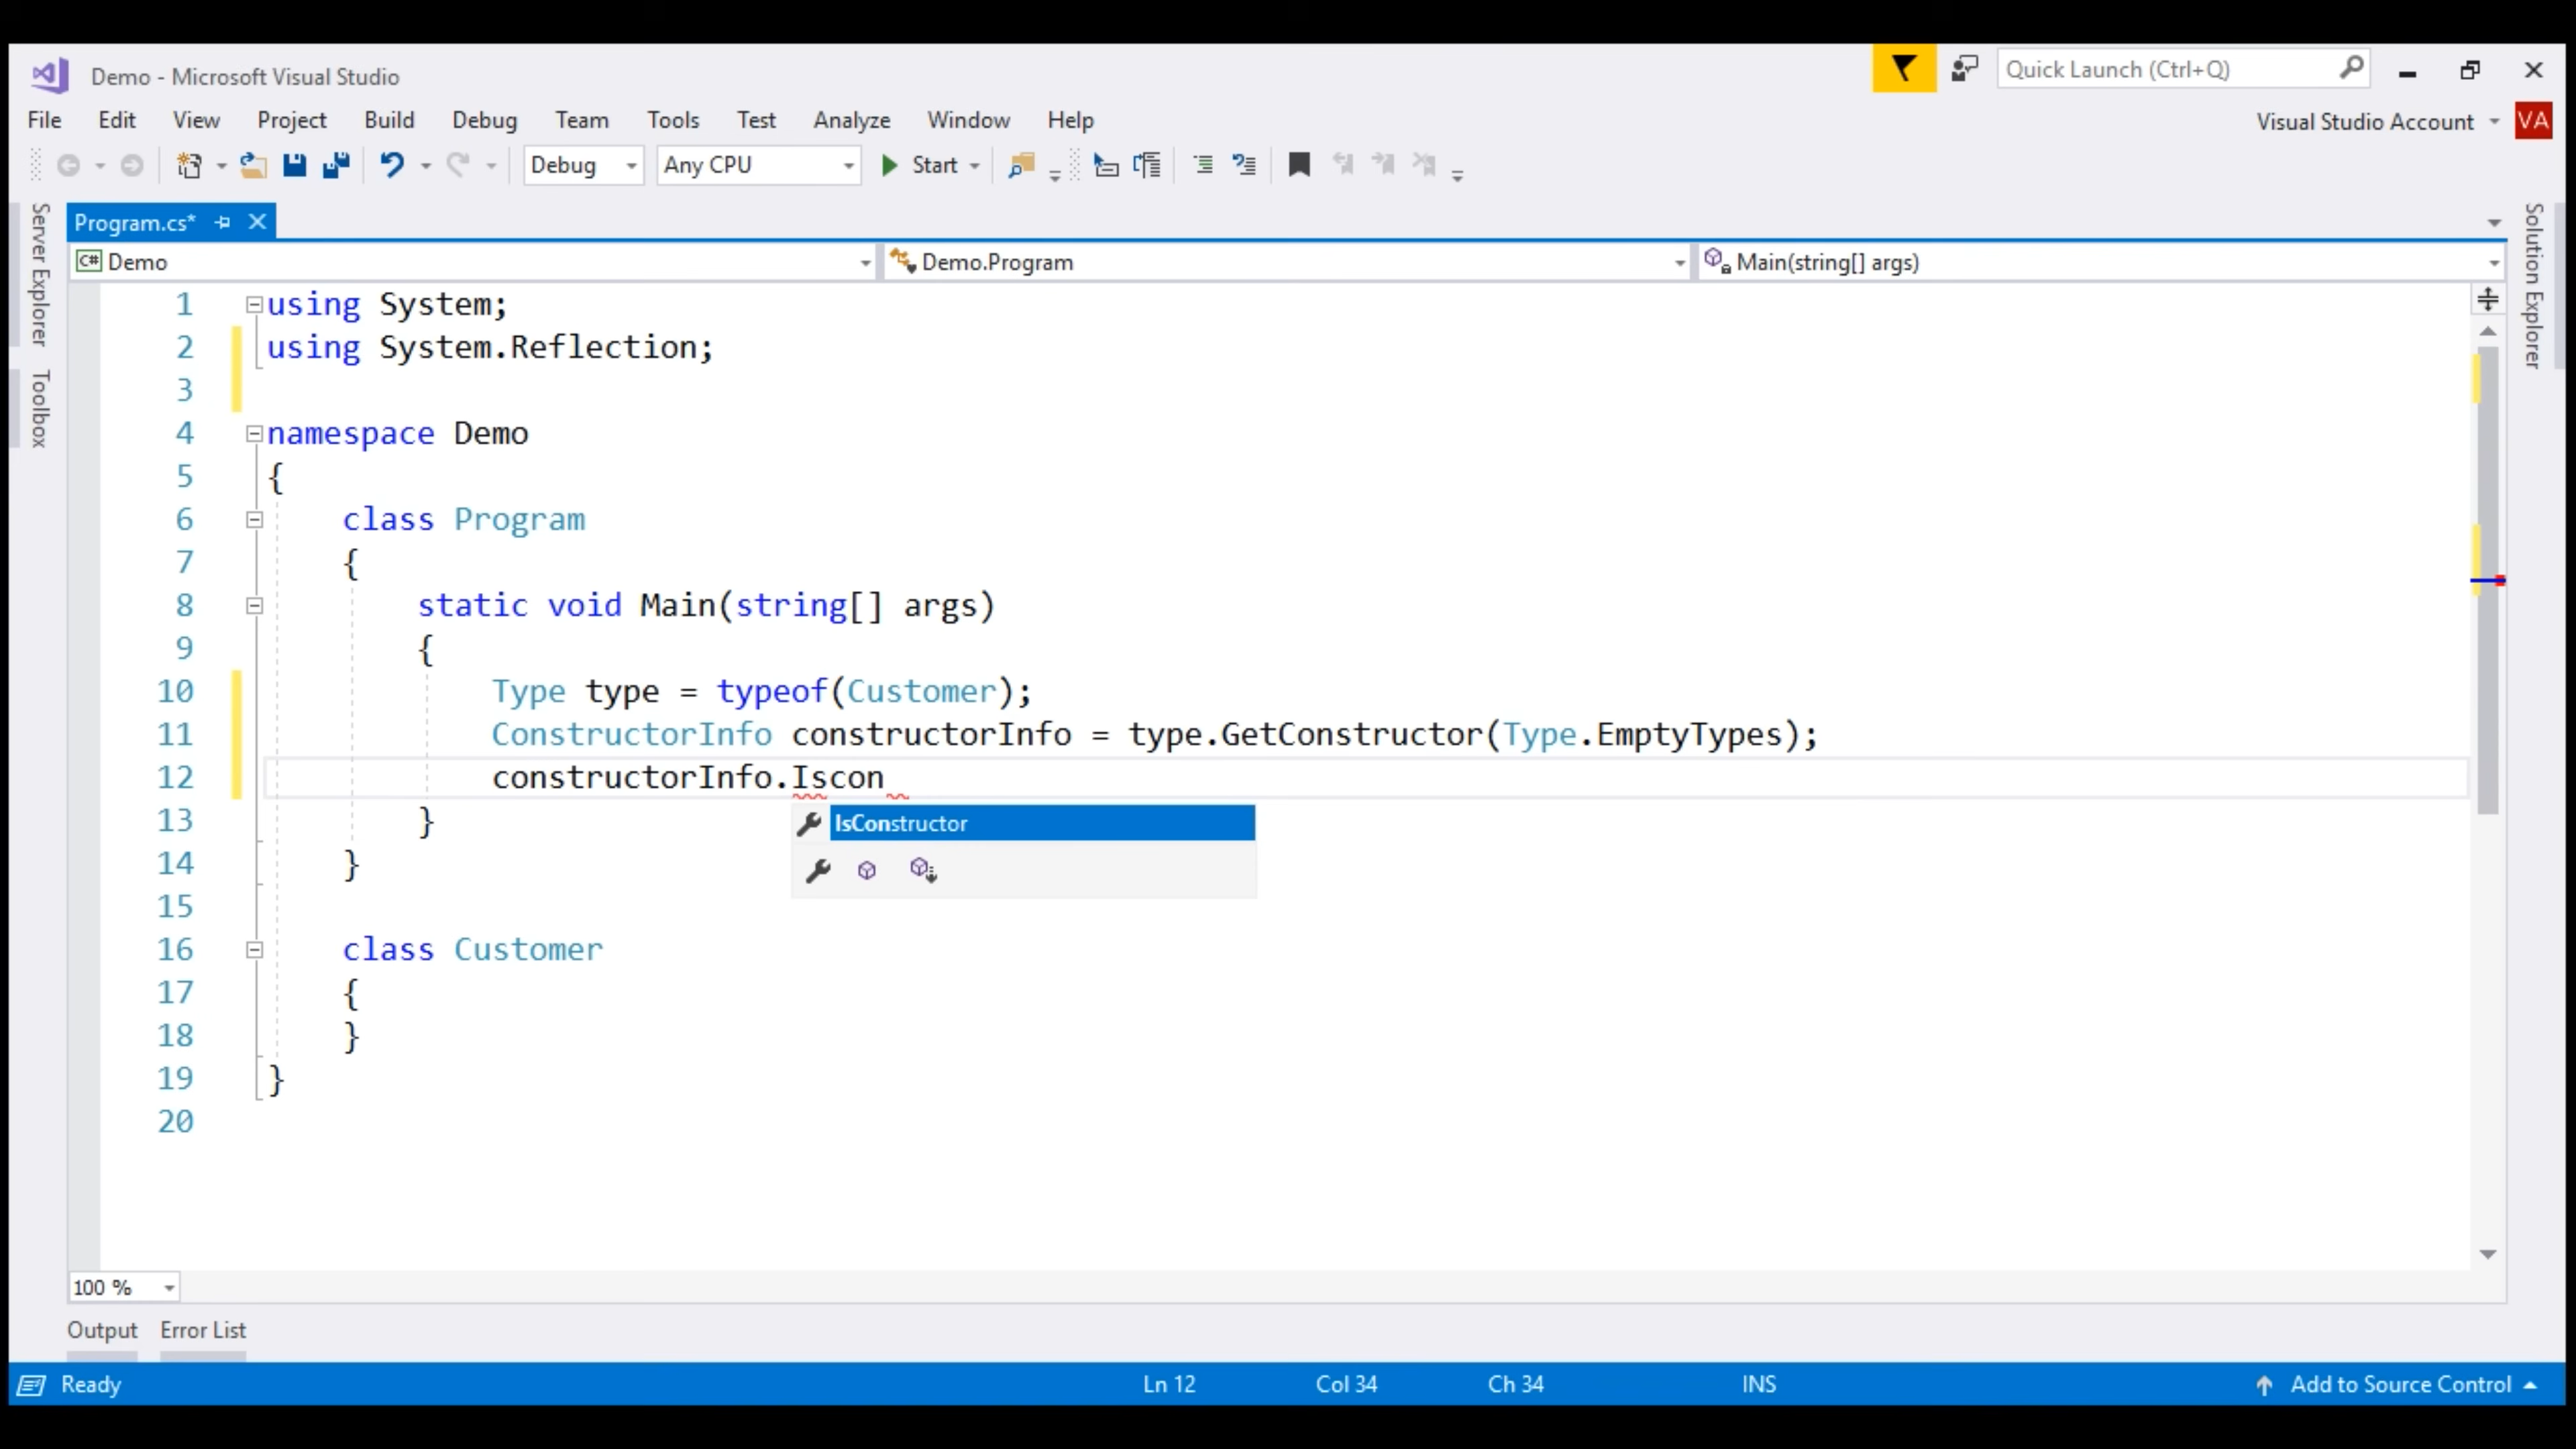 Demo - Microsoft Visual Studio
Quick Launch (Ctrl+Q)
File Edit View Project Build Debug Team Tools Test Analyze Window Help
Visual Studio Account VA
Debug Any CPU Start
Server Explorer
Toolbox
Solution Explorer
Program.cs*
C# Demo Demo.Program Main(string[] args)
1 using System;
2 using System.Reflection;
3
4 namespace Demo
5 {
6 class Program
7 {
8 static void Main(string[] args)
9 {
10 Type type = typeof(Customer);
11 ConstructorInfo constructorInfo = type.GetConstructor(Type.EmptyTypes);
12 constructorInfo.Iscon
13 }
IsConstructor
14 }
15
16 class Customer
17 {
18 }
19 }
20
100 %
Output Error List
Ready Ln 12 Col 34 Ch 34 INS Add to Source Control